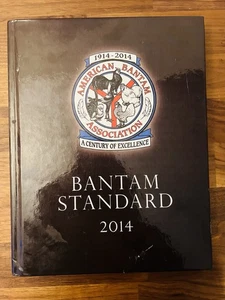 1914-2014
AMERICAN BANTAM
ASSOCIATION
A CENTURY OF EXCELLENCE
BANTAM
STANDARD
2014